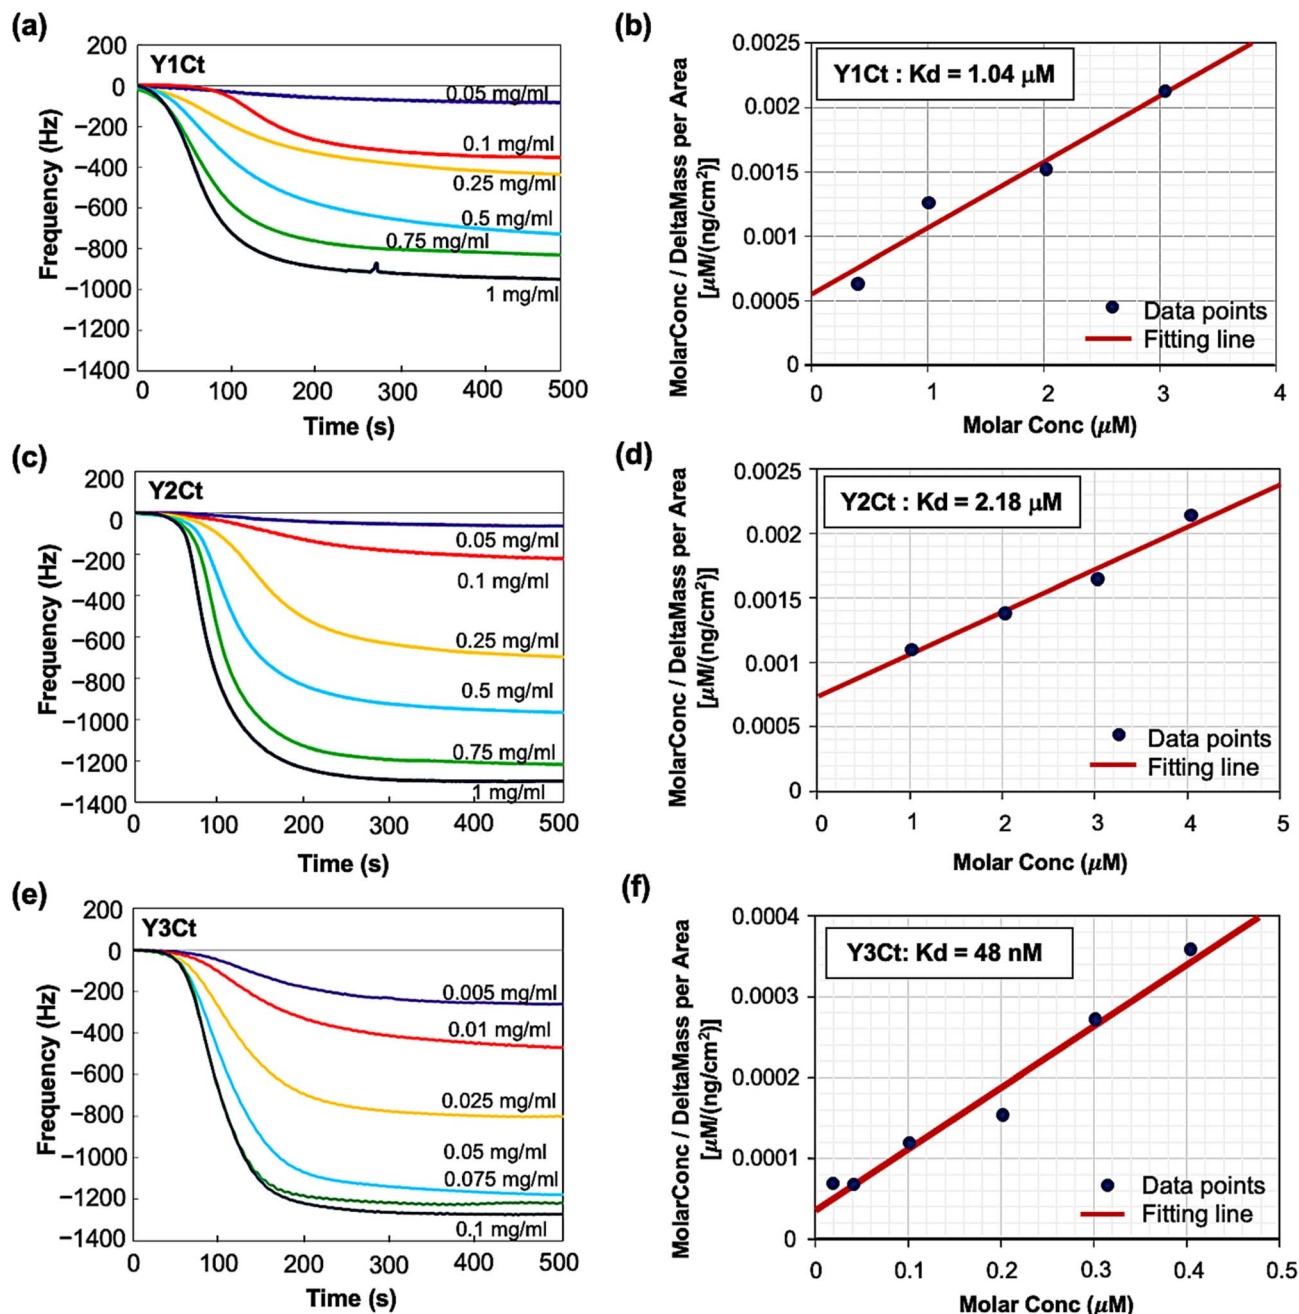 (a)
Y1Ct
200
0
−200
−400
−600
−800
−1000
−1200
−1400
Frequency (Hz)
0.05 mg/ml
0.1 mg/ml
0.25 mg/ml
0.5 mg/ml
0.75 mg/ml
1 mg/ml
0 100 200 300 400 500
Time (s)
(b)
Y1Ct : Kd = 1.04 μM
0.0025
0.002
0.0015
0.001
0.0005
0
MolarConc / DeltaMass per Area
[μM/(ng/cm²)]
Data points
Fitting line
0 1 2 3 4
Molar Conc (μM)
(c)
Y2Ct
200
0
−200
−400
−600
−800
−1000
−1200
−1400
Frequency (Hz)
0.05 mg/ml
0.1 mg/ml
0.25 mg/ml
0.5 mg/ml
0.75 mg/ml
1 mg/ml
0 100 200 300 400 500
Time (s)
(d)
Y2Ct : Kd = 2.18 μM
0.0025
0.002
0.0015
0.001
0.0005
0
MolarConc / DeltaMass per Area
[μM/(ng/cm²)]
Data points
Fitting line
0 1 2 3 4 5
Molar Conc (μM)
(e)
Y3Ct
200
0
−200
−400
−600
−800
−1000
−1200
−1400
Frequency (Hz)
0.005 mg/ml
0.01 mg/ml
0.025 mg/ml
0.05 mg/ml
0.075 mg/ml
0.1 mg/ml
0 100 200 300 400 500
Time (s)
(f)
Y3Ct: Kd = 48 nM
0.0004
0.0003
0.0002
0.0001
0
MolarConc / DeltaMass per Area
[μM/(ng/cm²)]
Data points
Fitting line
0 0.1 0.2 0.3 0.4 0.5
Molar Conc (μM)